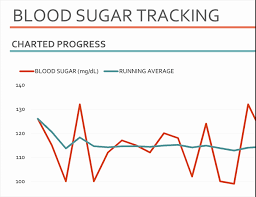 BLOOD SUGAR TRACKING
CHARTED PROGRESS
BLOOD SUGAR (mg/dL) RUNNING AVERAGE
140
130
120
110
100